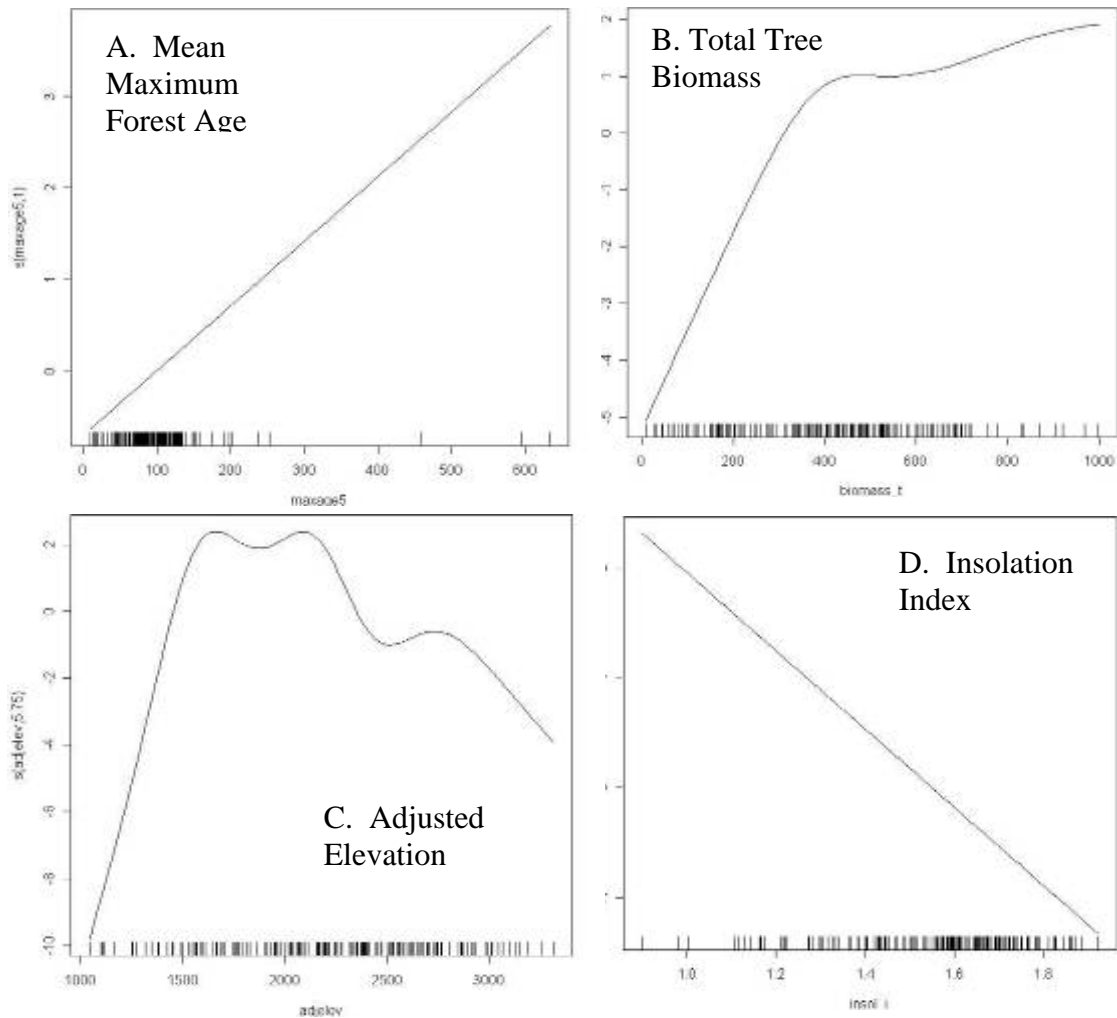 A. Mean
Maximum
Forest Age
3
2
1
0
s(maxage5,1)
0 100 200 300 400 500 600
maxage5
B. Total Tree
Biomass
2
1
0
-1
-2
-3
-4
-5
0 200 400 600 800 1000
biomass_t
C. Adjusted
Elevation
2
0
-2
-4
-6
-8
-10
s(adjelev,5.75)
1000 1500 2000 2500 3000
adjelev
D. Insolation
Index
1.0 1.2 1.4 1.6 1.8
insol_i